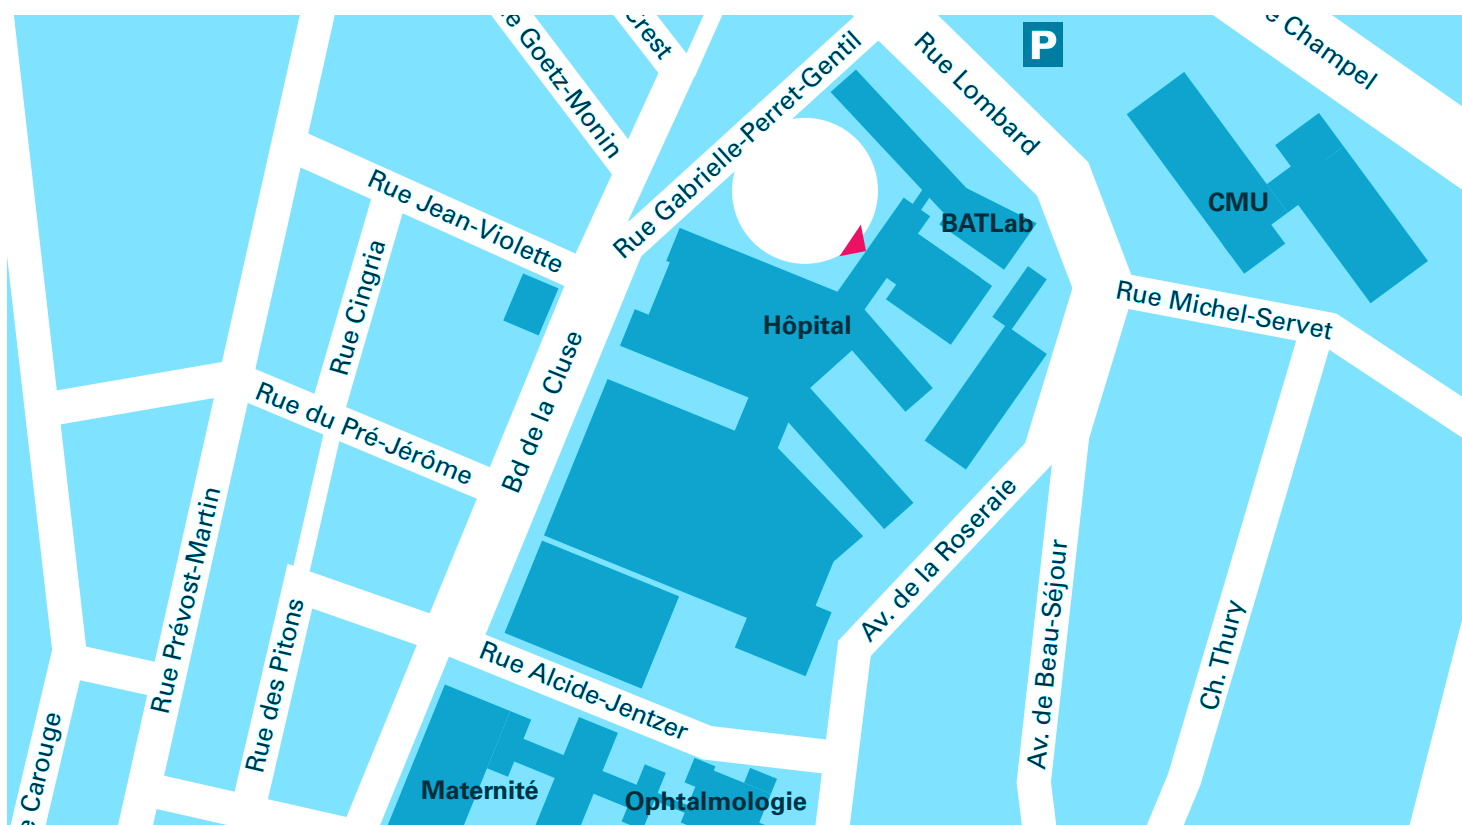 Goetz-Monin
Crest
P
Champel
Rue Lombard
Rue Gabrielle-Perret-Gentil
Rue Jean-Violette
CMU
BATLab
Rue Cingria
Rue Michel-Servet
Hôpital
Bd de la Cluse
Rue du Pré-Jérôme
Rue Prévost-Martin
Av. de la Roseraie
Av. de Beau-Séjour
Rue des Pitons
Ch. Thury
Rue Alcide-Jentzer
Carouge
Maternité
Ophtalmologie